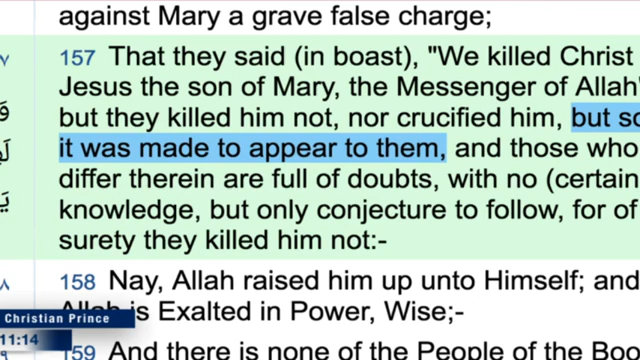 against Mary a grave false charge;
157 That they said (in boast), "We killed Christ
Jesus the son of Mary, the Messenger of Allah
but they killed him not, nor crucified him, but so
it was made to appear to them, and those who
differ therein are full of doubts, with no (certain
knowledge, but only conjecture to follow, for of
surety they killed him not:-
158 Nay, Allah raised him up unto Himself; and
Allah is Exalted in Power, Wise;-
159 And there is none of the People of the Boo
Christian Prince
11:14